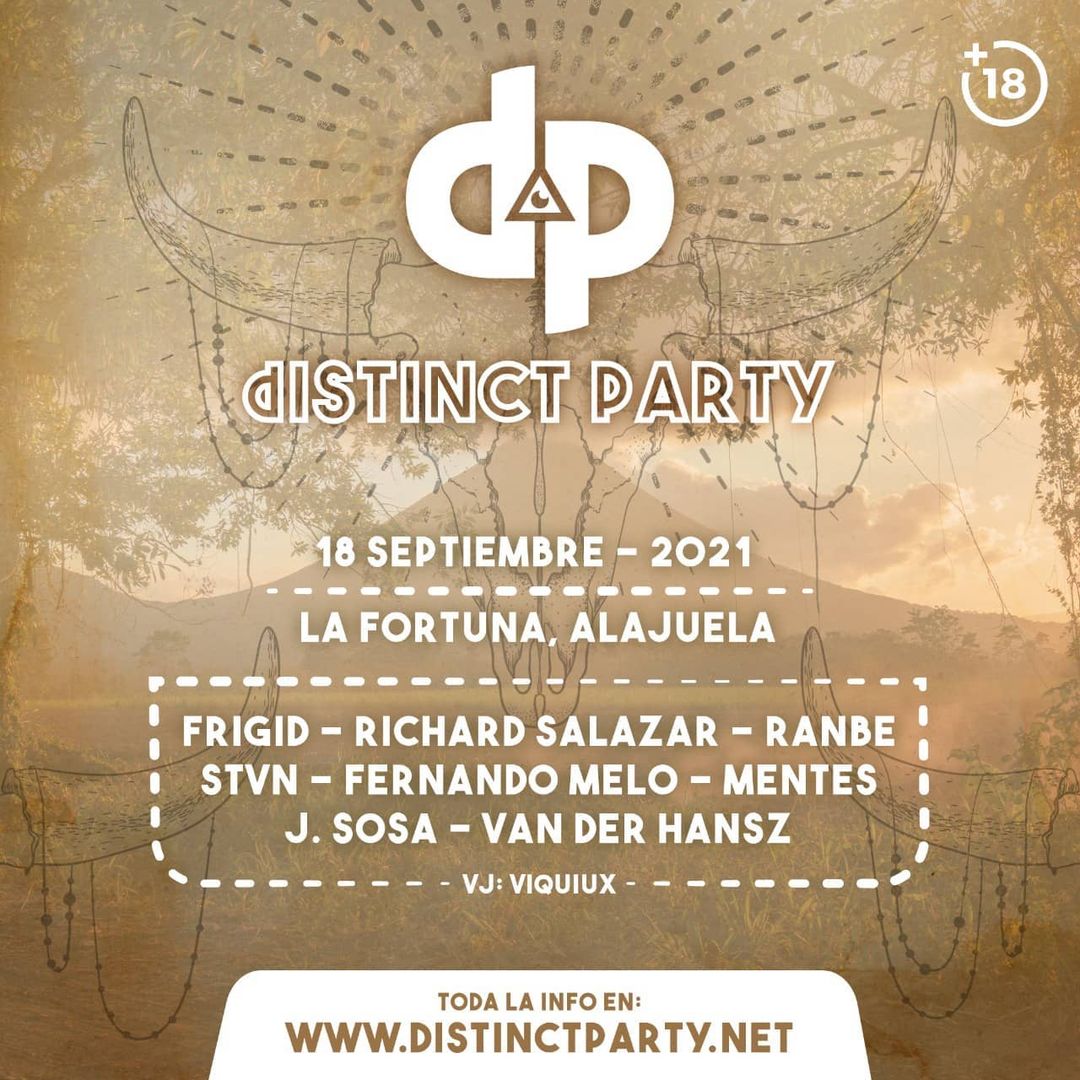 +18
dp
dISTINCT PARTY
18 SEPTIEMBRE - 2021
LA FORTUNA, ALAJUELA
FRIGID - RICHARD SALAZAR - RANBE
STVN - FERNANDO MELO - MENTES
J. SOSA - VAN DER HANSZ
VJ: VIQUIUX
TODA LA INFO EN:
WWW.DISTINCTPARTY.NET